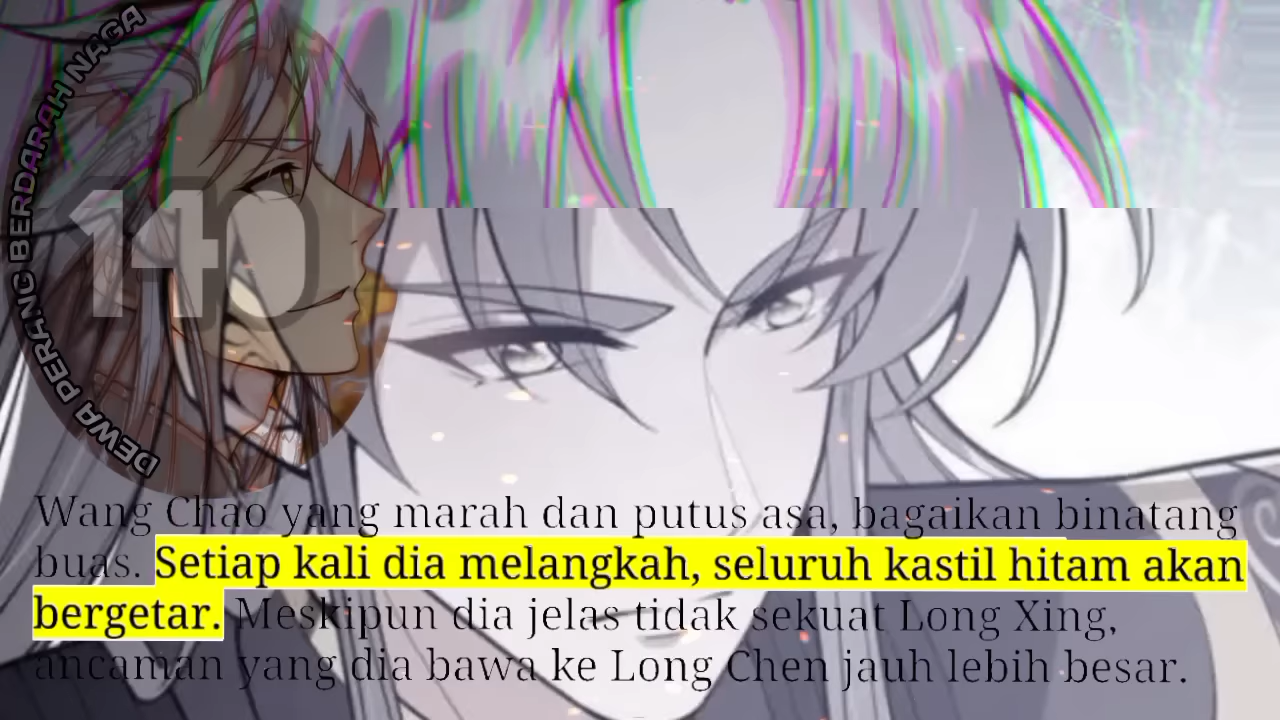 DEWA PERANG BERDARAH NAGA
140
Wang Chao yang marah dan putus asa, bagaikan binatang
buas. Setiap kali dia melangkah, seluruh kastil hitam akan
bergetar. Meskipun dia jelas tidak sekuat Long Xing,
ancaman yang dia bawa ke Long Chen jauh lebih besar.